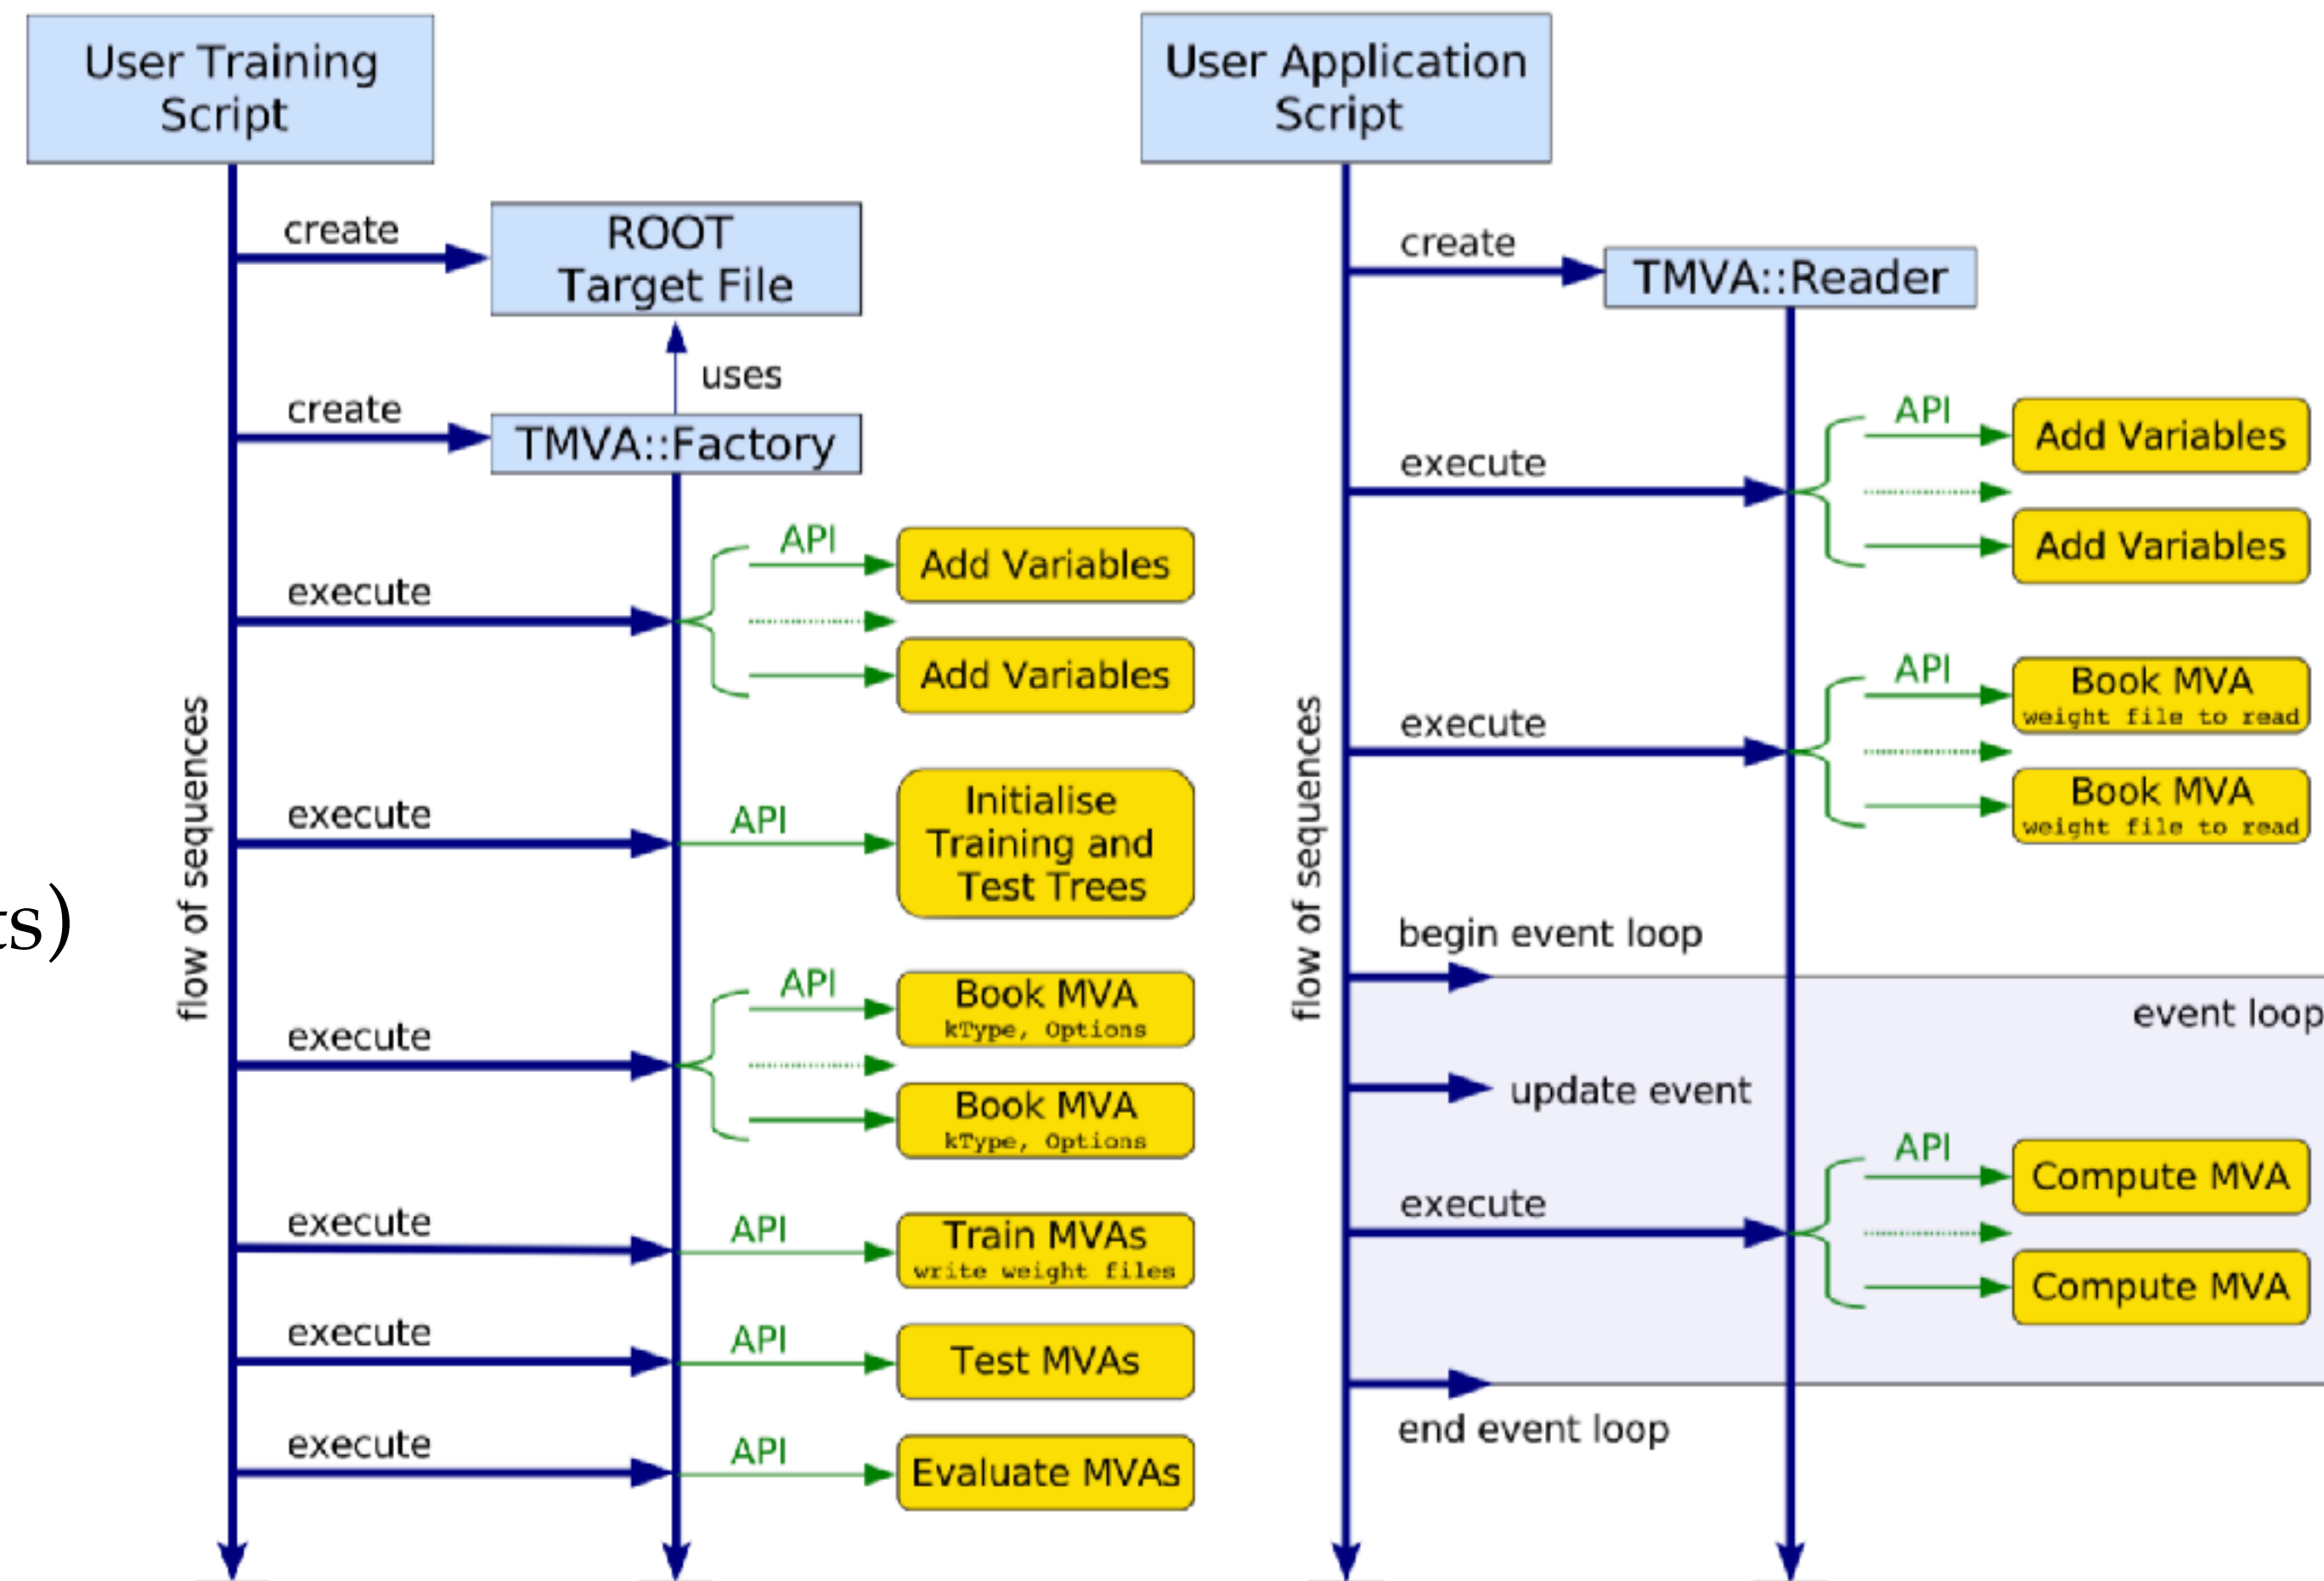 User Training
Script
create
ROOT
Target File
uses
create
TMVA::Factory
execute
API
Add Variables
Add Variables
execute
API
Initialise
Training and
Test Trees
flow of sequences
ts)
execute
API
Book MVA
kType, Options
Book MVA
kType, Options
execute
API
Train MVAs
write weight files
execute
API
Test MVAs
execute
API
Evaluate MVAs
User Application
Script
create
TMVA::Reader
execute
API
Add Variables
Add Variables
execute
API
Book MVA
weight file to read
Book MVA
weight file to read
flow of sequences
begin event loop
event loop
update event
execute
API
Compute MVA
Compute MVA
end event loop